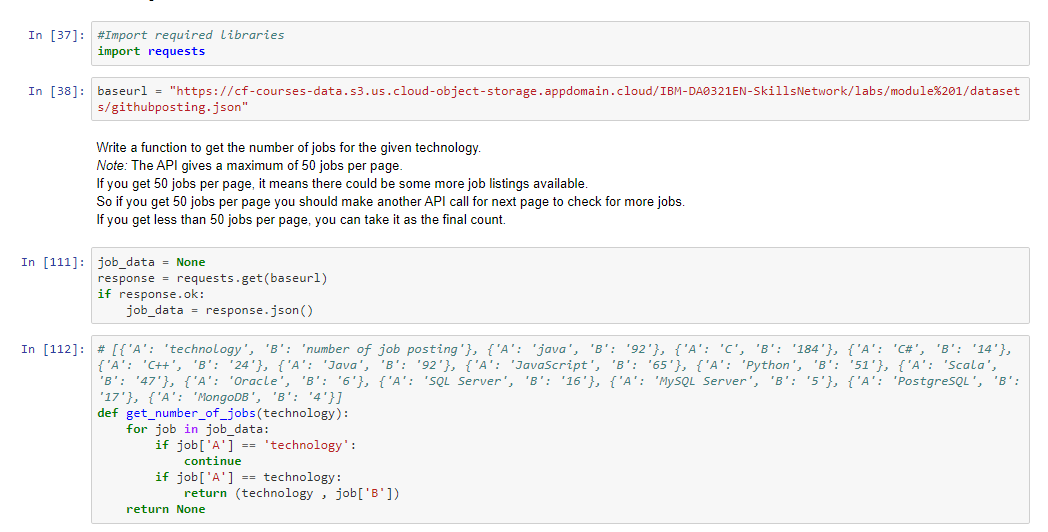 In [37]: #Import required libraries
import requests
In [38]: baseurl = "https://cf-courses-data.s3.us.cloud-object-storage.appdomain.cloud/IBM-DA0321EN-SkillsNetwork/labs/module%201/dataset
s/githubposting.json"
Write a function to get the number of jobs for the given technology.
Note: The API gives a maximum of 50 jobs per page.
If you get 50 jobs per page, it means there could be some more job listings available.
So if you get 50 jobs per page you should make another API call for next page to check for more jobs.
If you get less than 50 jobs per page, you can take it as the final count.
In [111]: job_data = None
response = requests.get(baseurl)
if response.ok:
    job_data = response.json()
In [112]: # [{'A': 'technology', 'B': 'number of job posting'}, {'A': 'java', 'B': '92'}, {'A': 'C', 'B': '184'}, {'A': 'C#', 'B': '14'},
{'A': 'C++', 'B': '24'}, {'A': 'Java', 'B': '92'}, {'A': 'JavaScript', 'B': '65'}, {'A': 'Python', 'B': '51'}, {'A': 'Scala',
'B': '47'}, {'A': 'Oracle', 'B': '6'}, {'A': 'SQL Server', 'B': '16'}, {'A': 'MySQL Server', 'B': '5'}, {'A': 'PostgreSQL', 'B':
'17'}, {'A': 'MongoDB', 'B': '4'}]
def get_number_of_jobs(technology):
    for job in job_data:
        if job['A'] == 'technology':
            continue
        if job['A'] == technology:
            return (technology , job['B'])
    return None